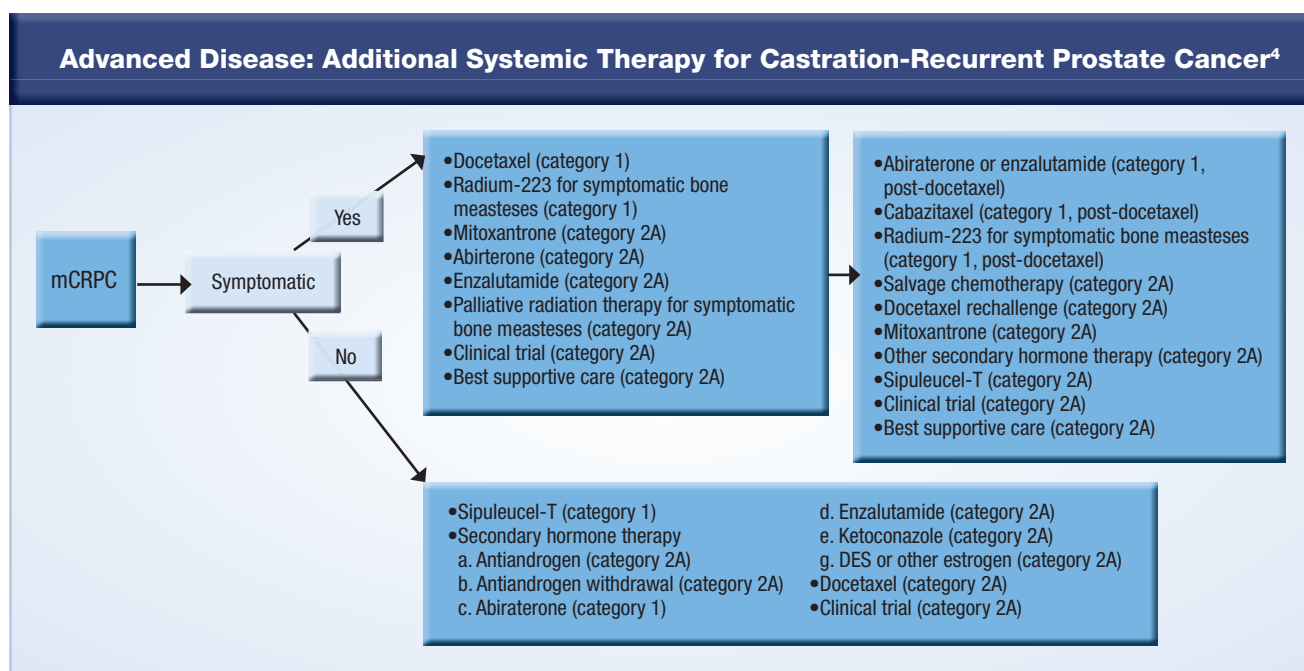 Advanced Disease: Additional Systemic Therapy for Castration-Recurrent Prostate Cancer4
mCRPC
Symptomatic
Yes
No
•Docetaxel (category 1)
•Radium-223 for symptomatic bone
measteses (category 1)
•Mitoxantrone (category 2A)
•Abirterone (category 2A)
•Enzalutamide (category 2A)
•Palliative radiation therapy for symptomatic
bone measteses (category 2A)
•Clinical trial (category 2A)
•Best supportive care (category 2A)
•Abiraterone or enzalutamide (category 1,
post-docetaxel)
•Cabazitaxel (category 1, post-docetaxel)
•Radium-223 for symptomatic bone measteses
(category 1, post-docetaxel)
•Salvage chemotherapy (category 2A)
•Docetaxel rechallenge (category 2A)
•Mitoxantrone (category 2A)
•Other secondary hormone therapy (category 2A)
•Sipuleucel-T (category 2A)
•Clinical trial (category 2A)
•Best supportive care (category 2A)
•Sipuleucel-T (category 1)
•Secondary hormone therapy
a. Antiandrogen (category 2A)
b. Antiandrogen withdrawal (category 2A)
c. Abiraterone (category 1)
d. Enzalutamide (category 2A)
e. Ketoconazole (category 2A)
g. DES or other estrogen (category 2A)
•Docetaxel (category 2A)
•Clinical trial (category 2A)